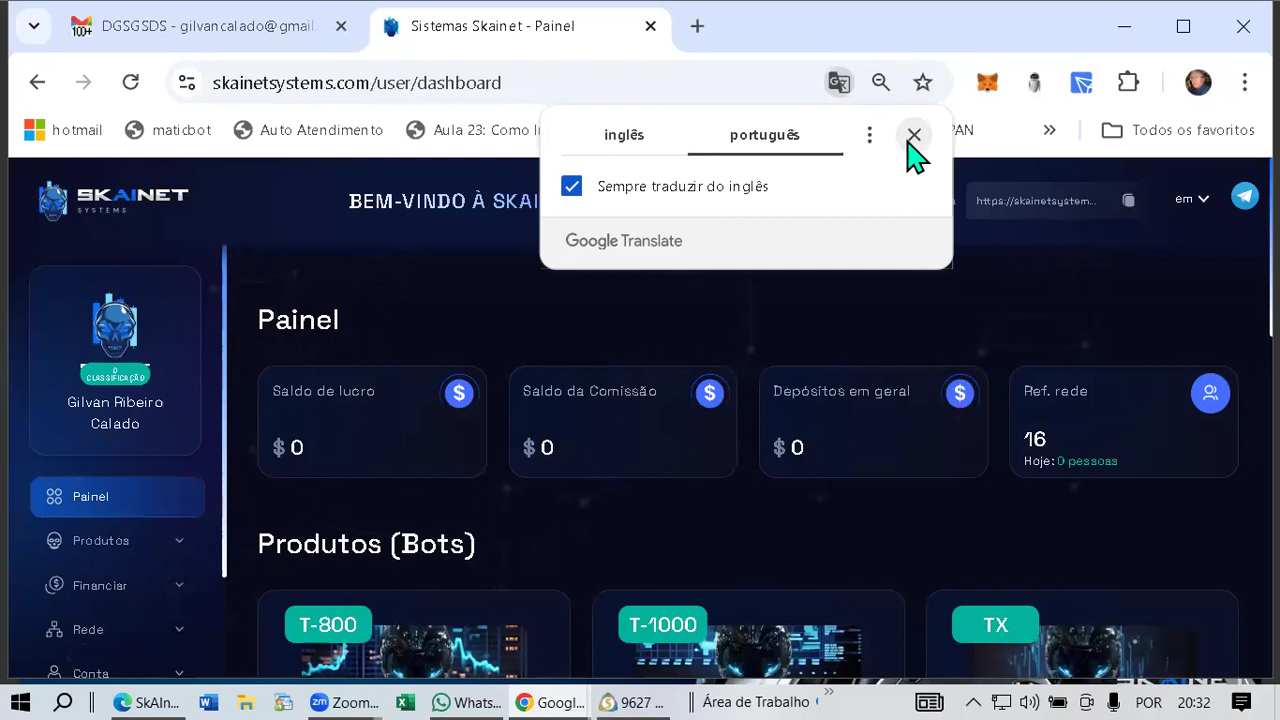 DGSGSDS - gilvancalado@gmail.
Sistemas Skainet - Painel
skainetsystems.com/user/dashboard
hotmail
maticbot
Auto Atendimento
Aula 23: Como I
PAN
Todos os favoritos
inglês
português
Sempre traduzir do inglês
Google Translate
SKAINET
SYSTEMS
BEM-VINDO À SKAI
https://skainetsystem...
em
0
CLASSIFICAÇÃO
Gilvan Ribeiro
Calado
Painel
Produtos
Financiar
Rede
Conta
Painel
Saldo de lucro
$ 0
Saldo da Comissão
$ 0
Depósitos em geral
$ 0
Ref. rede
16
Hoje: 0 pessoas
Produtos (Bots)
T-800
T-1000
TX
SkAIn...
Zoom...
Whats...
Googl...
9627 ...
Área de Trabalho
POR
20:32